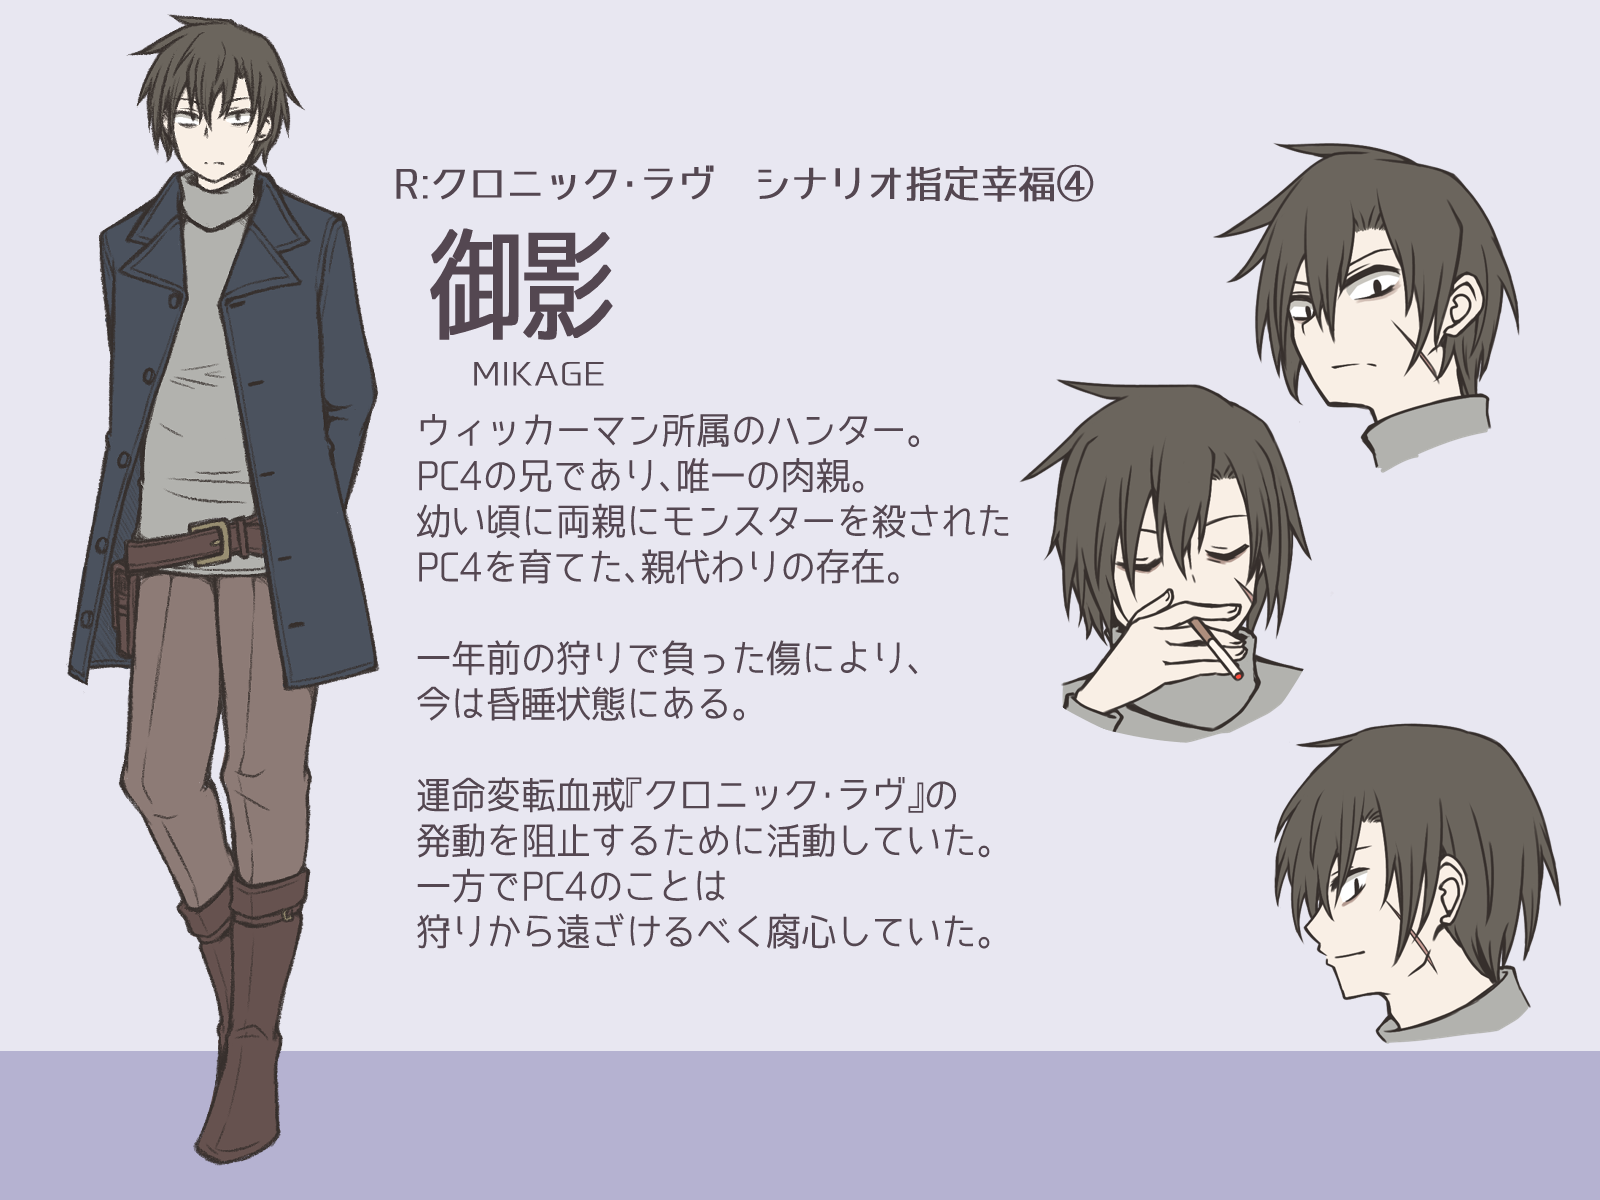 R:クロニック・ラヴ　シナリオ指定幸福④
御影
MIKAGE
ウィッカーマン所属のハンター。
PC4の兄であり、唯一の肉親。
幼い頃に両親にモンスターを殺された
PC4を育てた、親代わりの存在。
一年前の狩りで負った傷により、
今は昏睡状態にある。
運命変転血戒『クロニック・ラヴ』の
発動を阻止するために活動していた。
一方でPC4のことは
狩りから遠ざけるべく腐心していた。